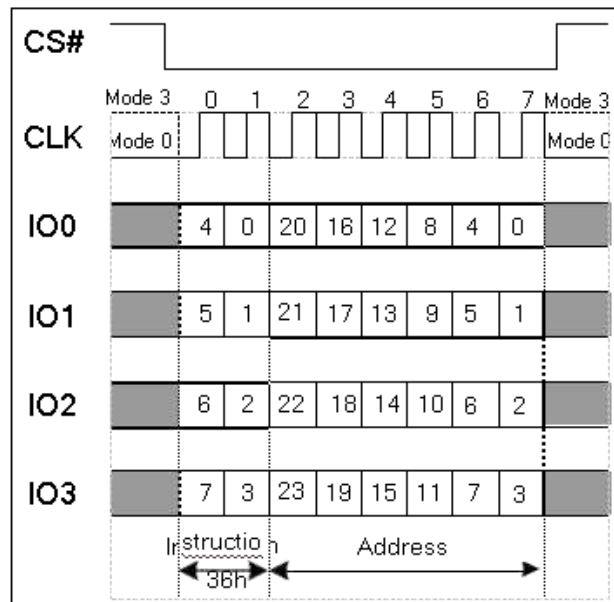 CS#
Mode 3 0 1 2 3 4 5 6 7 Mode 3
CLK Mode 0 Mode 0
IO0 4 0 20 16 12 8 4 0
IO1 5 1 21 17 13 9 5 1
IO2 6 2 22 18 14 10 6 2
IO3 7 3 23 19 15 11 7 3
Instruction Address
36h